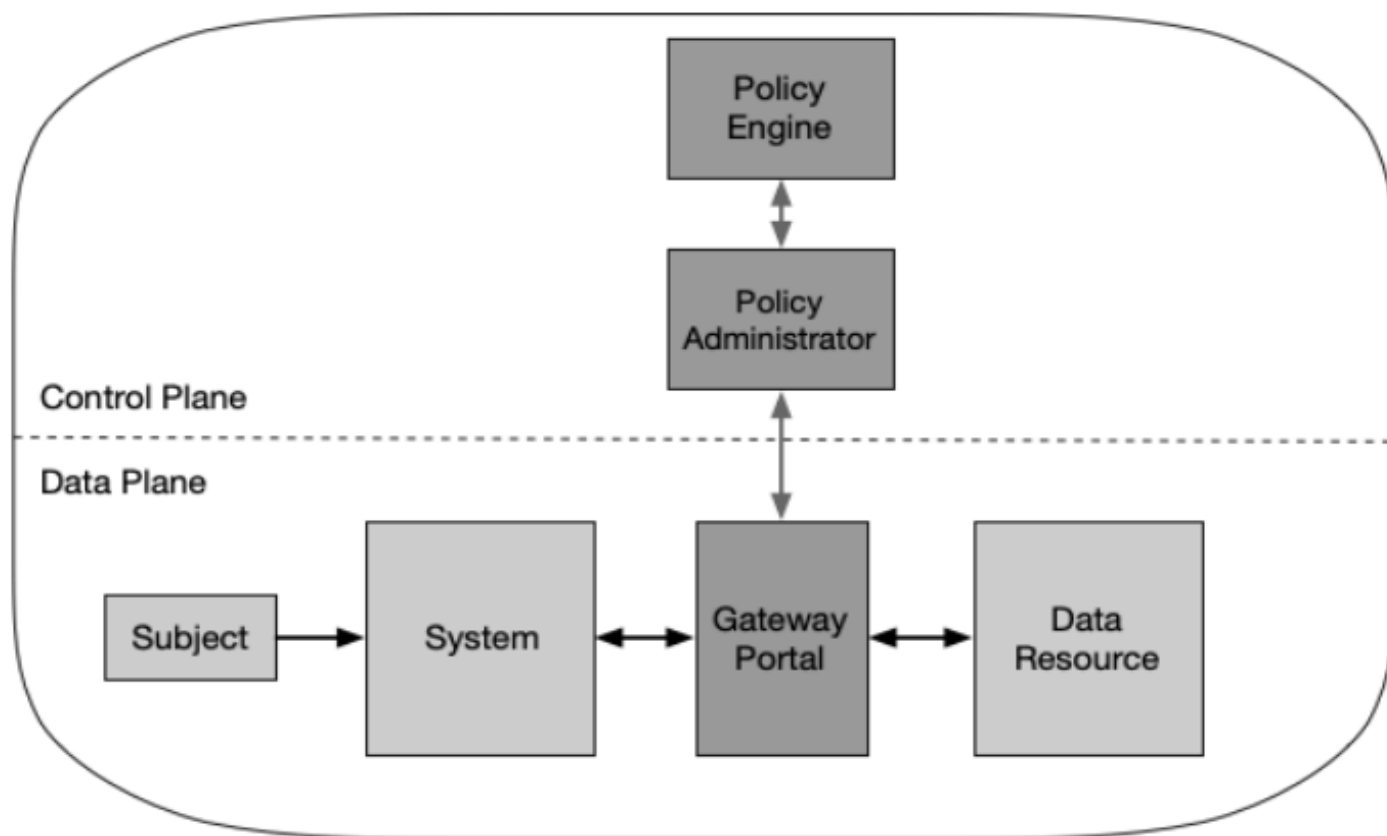 Policy
Engine
Policy
Administrator
Control Plane
Data Plane
Subject
System
Gateway
Portal
Data
Resource